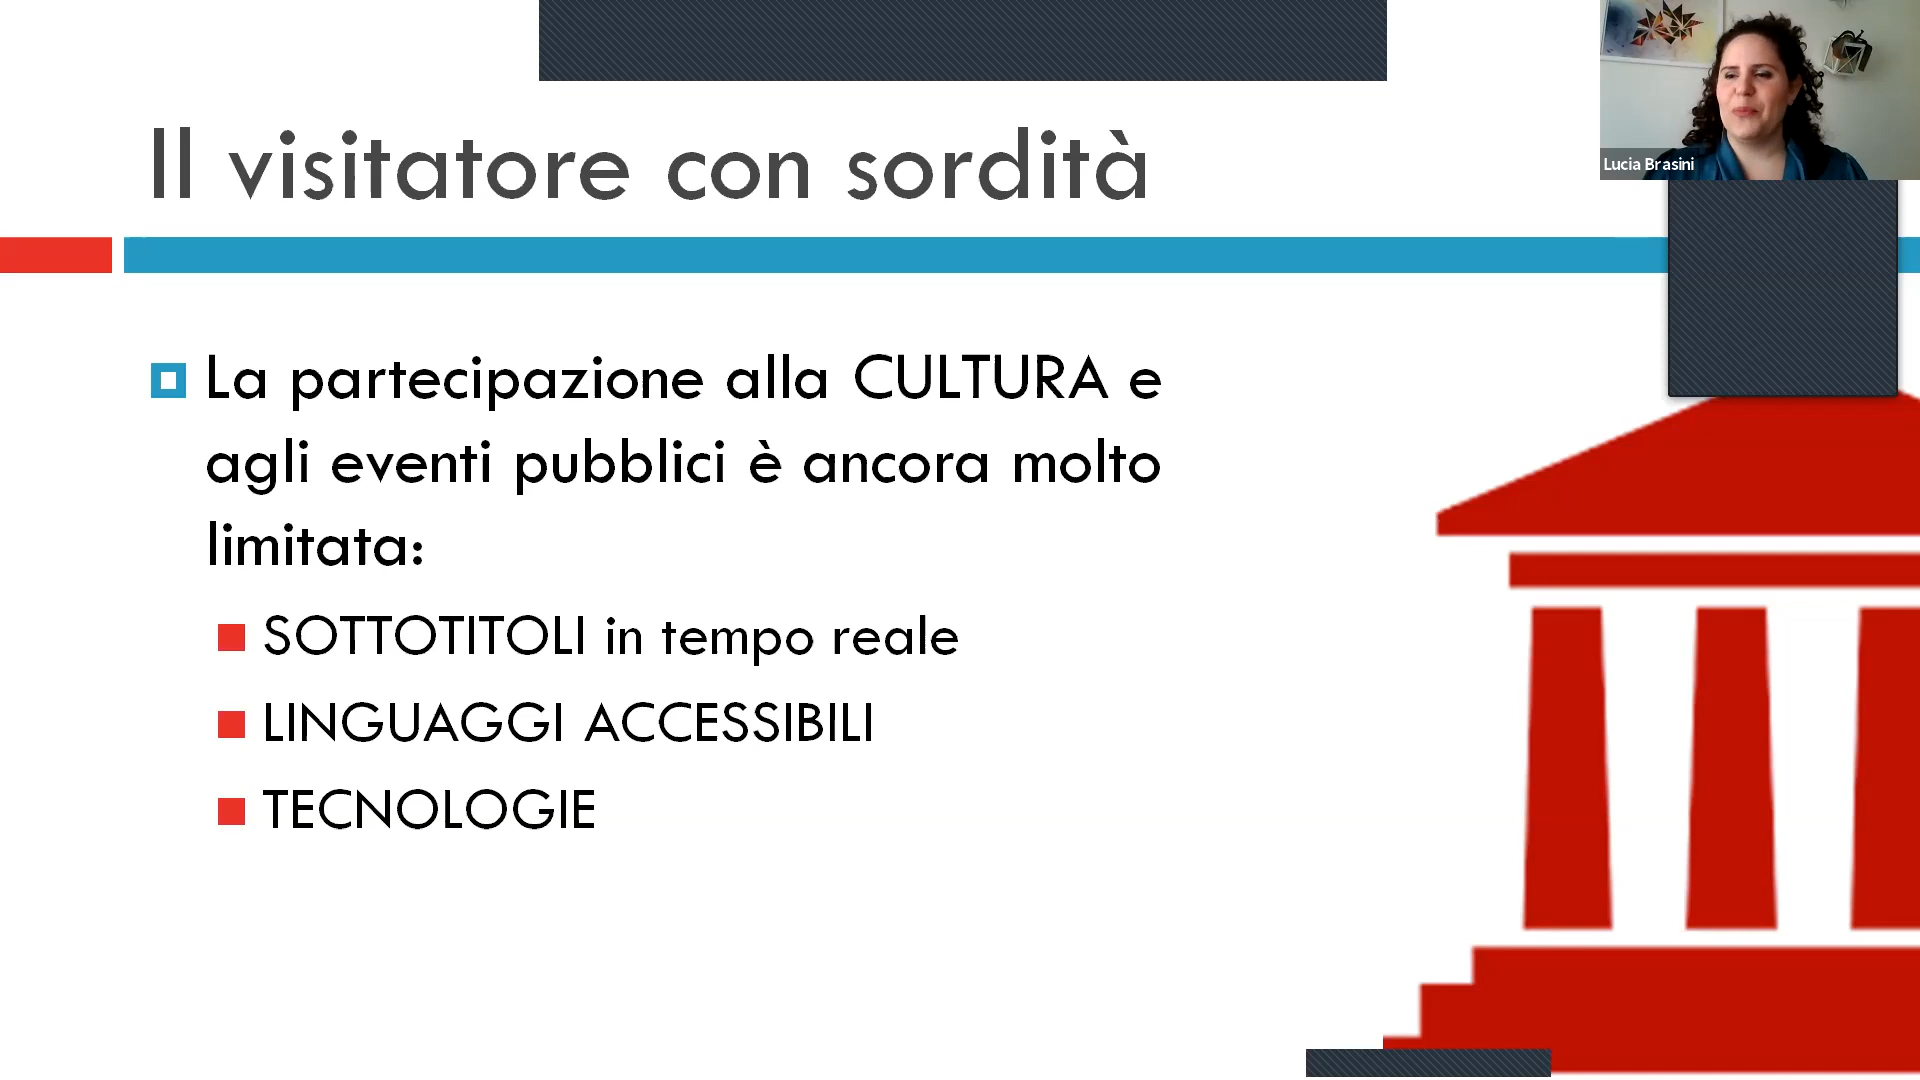 Il visitatore con sordità
Lucia Brasini
La partecipazione alla CULTURA e
agli eventi pubblici è ancora molto
limitata:
SOTTOTITOLI in tempo reale
LINGUAGGI ACCESSIBILI
TECNOLOGIE